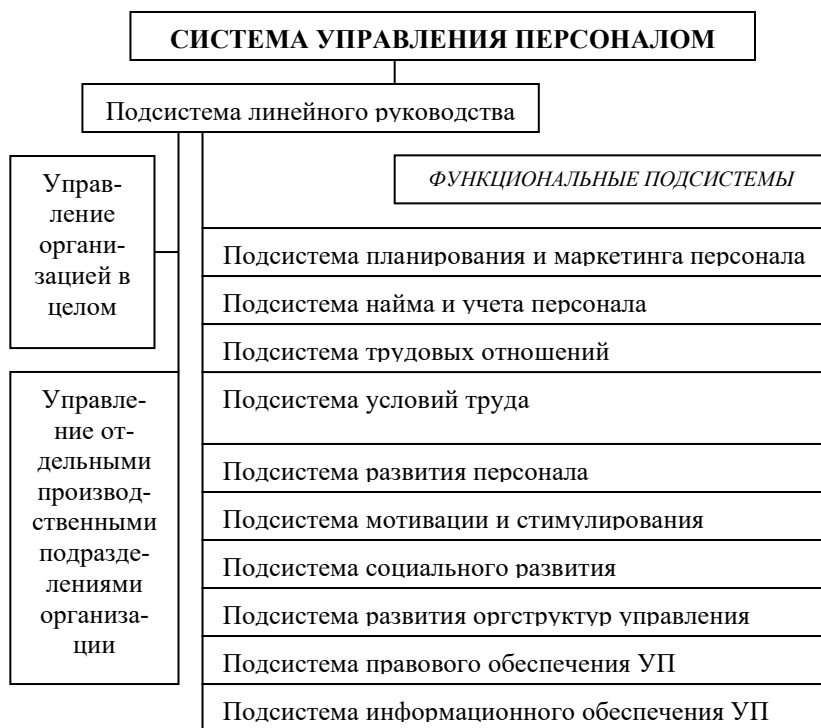 СИСТЕМА УПРАВЛЕНИЯ ПЕРСОНАЛОМ
Подсистема линейного руководства
Управ-
ление
органи-
зацией в
целом
ФУНКЦИОНАЛЬНЫЕ ПОДСИСТЕМЫ
Подсистема планирования и маркетинга персонала
Подсистема найма и учета персонала
Подсистема трудовых отношений
Подсистема условий труда
Подсистема развития персонала
Подсистема мотивации и стимулирования
Подсистема социального развития
Подсистема развития оргструктур управления
Подсистема правового обеспечения УП
Подсистема информационного обеспечения УП
Управле-
ние от-
дельными
производ-
ственными
подразде-
лениями
организа-
ции